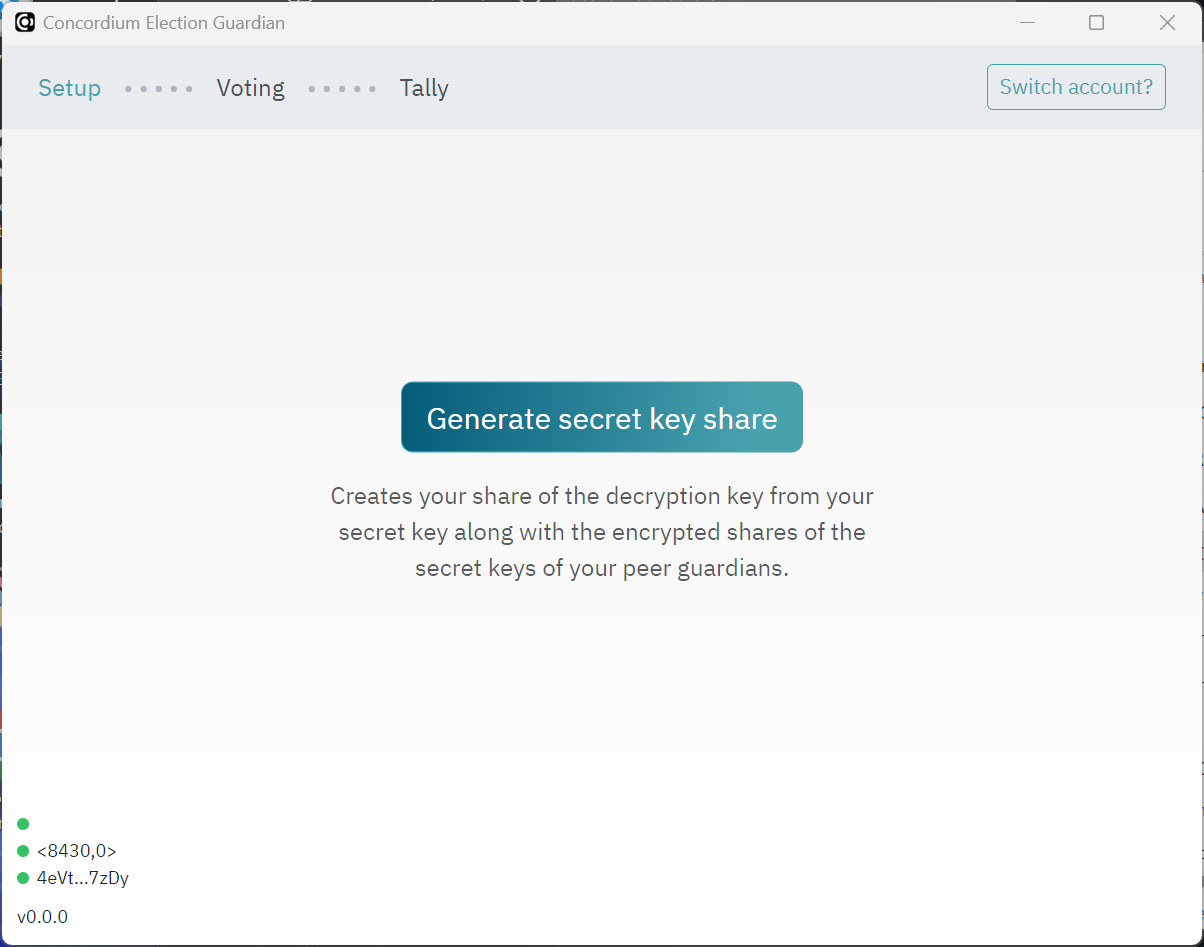 Concordium Election Guardian
Setup Voting Tally Switch account?
Generate secret key share
Creates your share of the decryption key from your
secret key along with the encrypted shares of the
secret keys of your peer guardians.
<8430,0>
4eVt...7zDy
v0.0.0